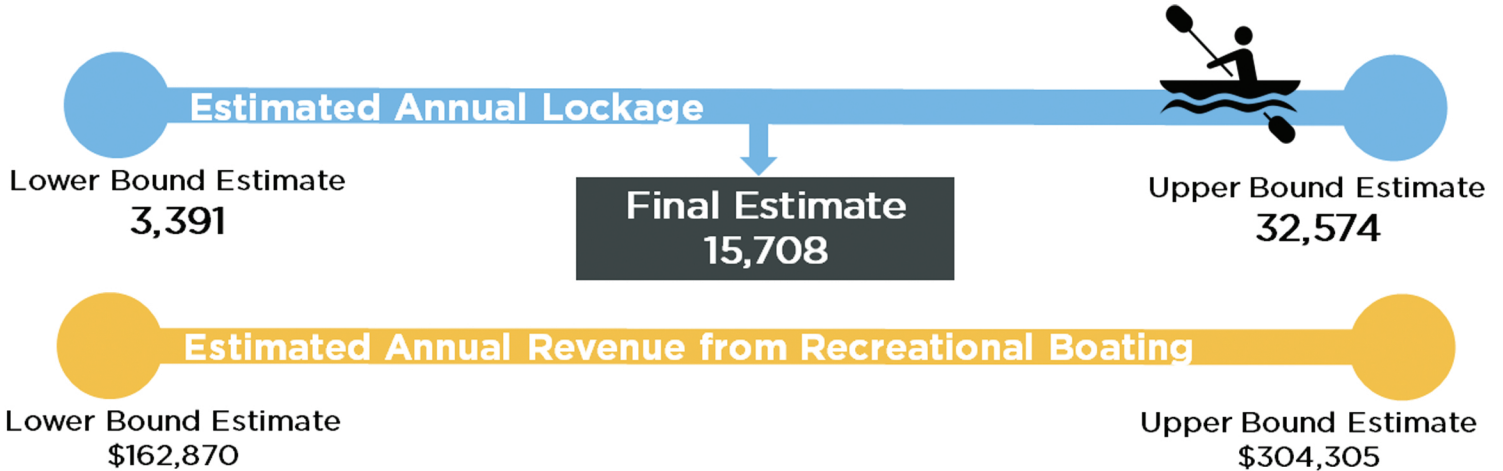 Estimated Annual Lockage
Lower Bound Estimate
3,391
Final Estimate
15,708
Upper Bound Estimate
32,574
Estimated Annual Revenue from Recreational Boating
Lower Bound Estimate
$162,870
Upper Bound Estimate
$304,305